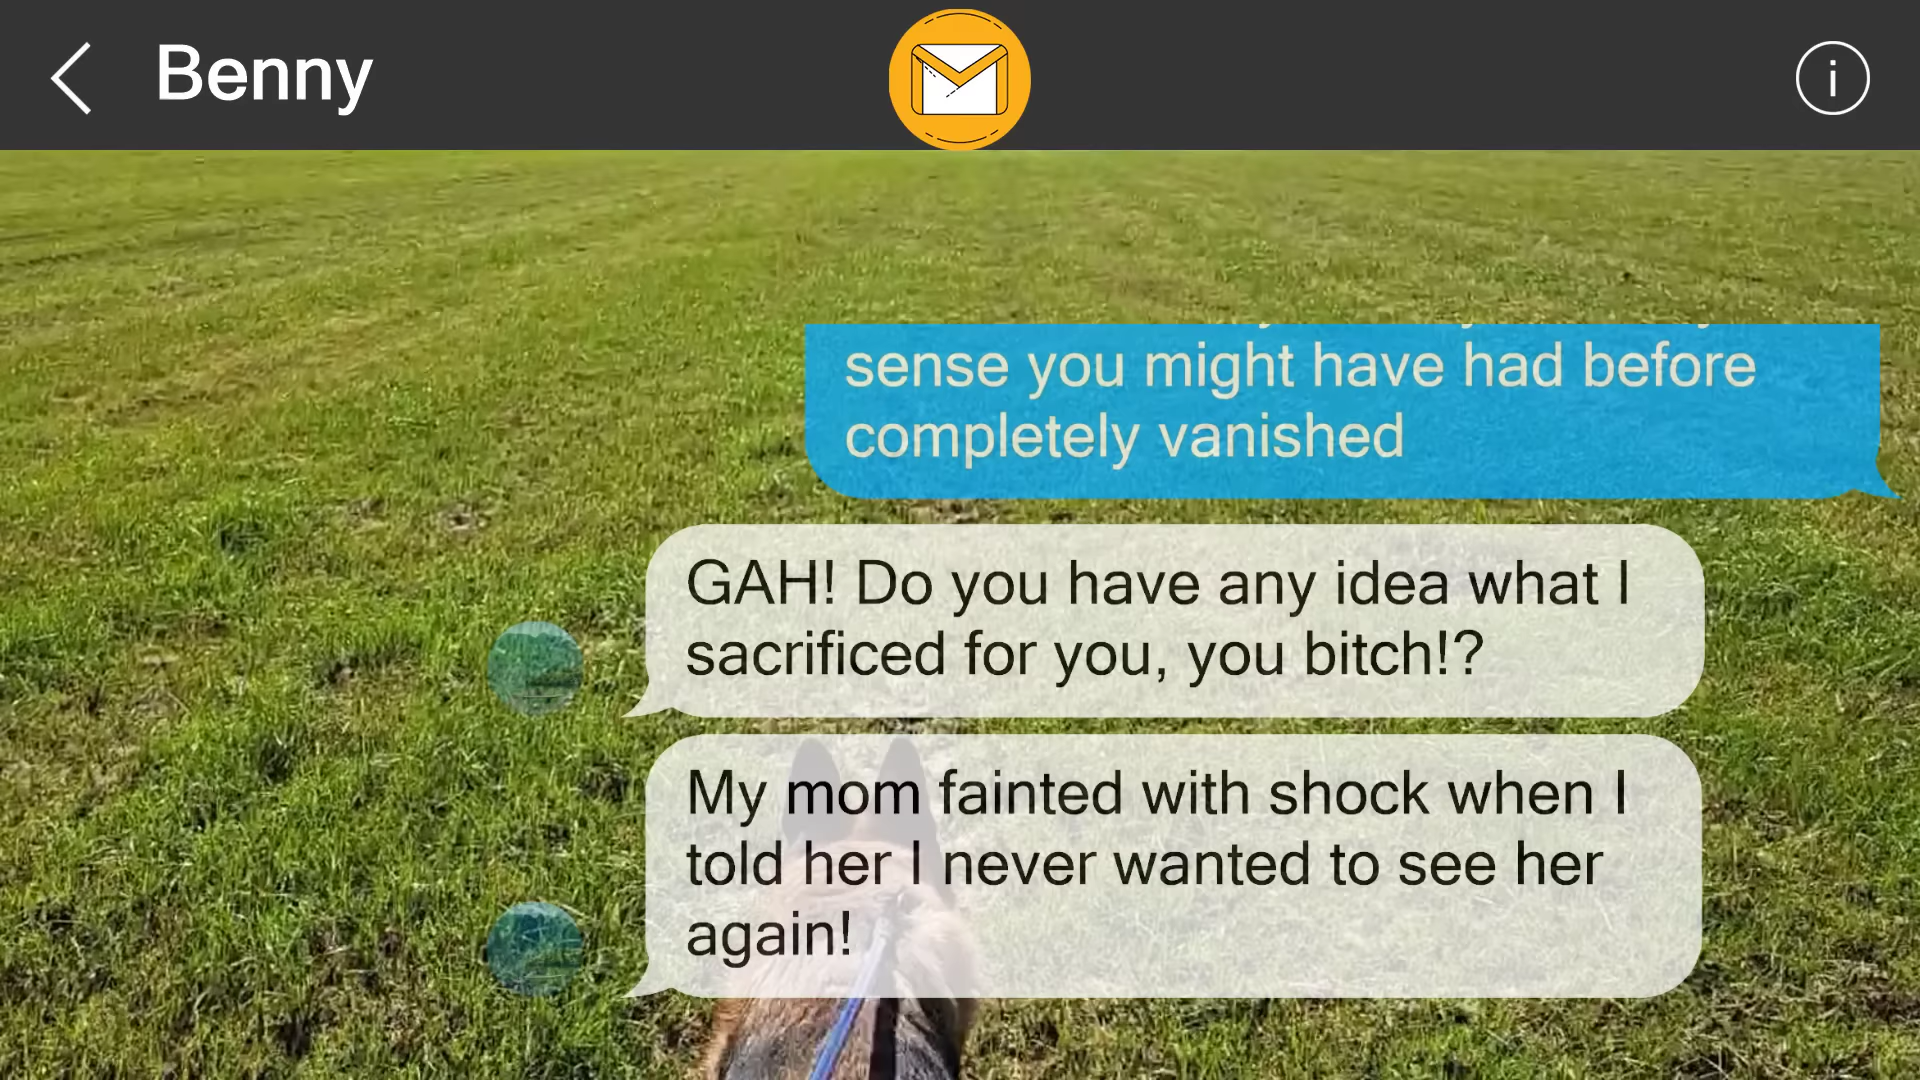 Benny
i
sense you might have had before
completely vanished
GAH! Do you have any idea what I
sacrificed for you, you bitch!?
My mom fainted with shock when I
told her I never wanted to see her
again!